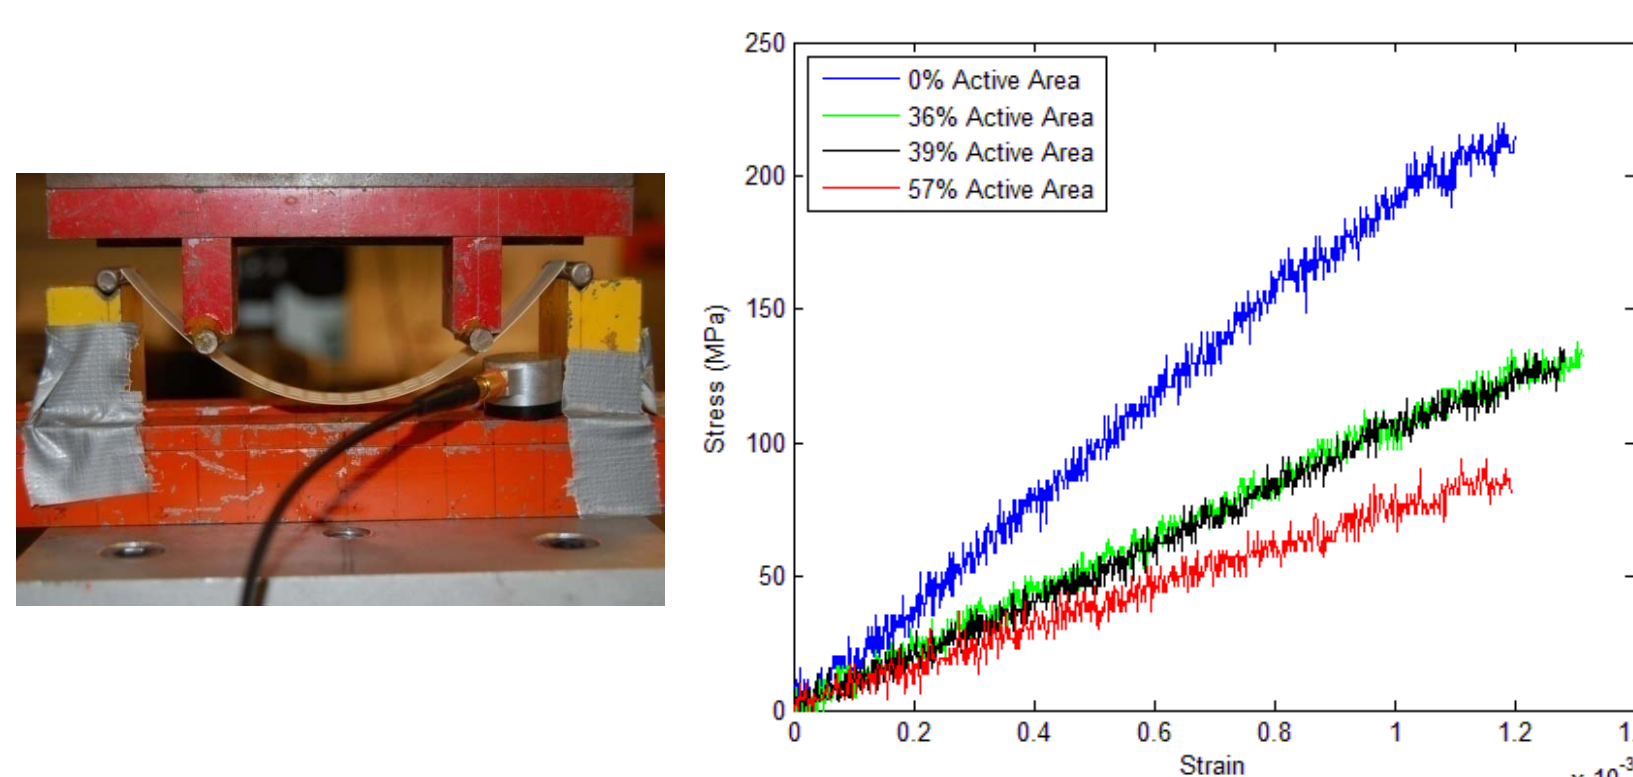 250
200
150
100
50
0
Stress (MPa)
0% Active Area
36% Active Area
39% Active Area
57% Active Area
0 0.2 0.4 0.6 0.8 1 1.2
Strain